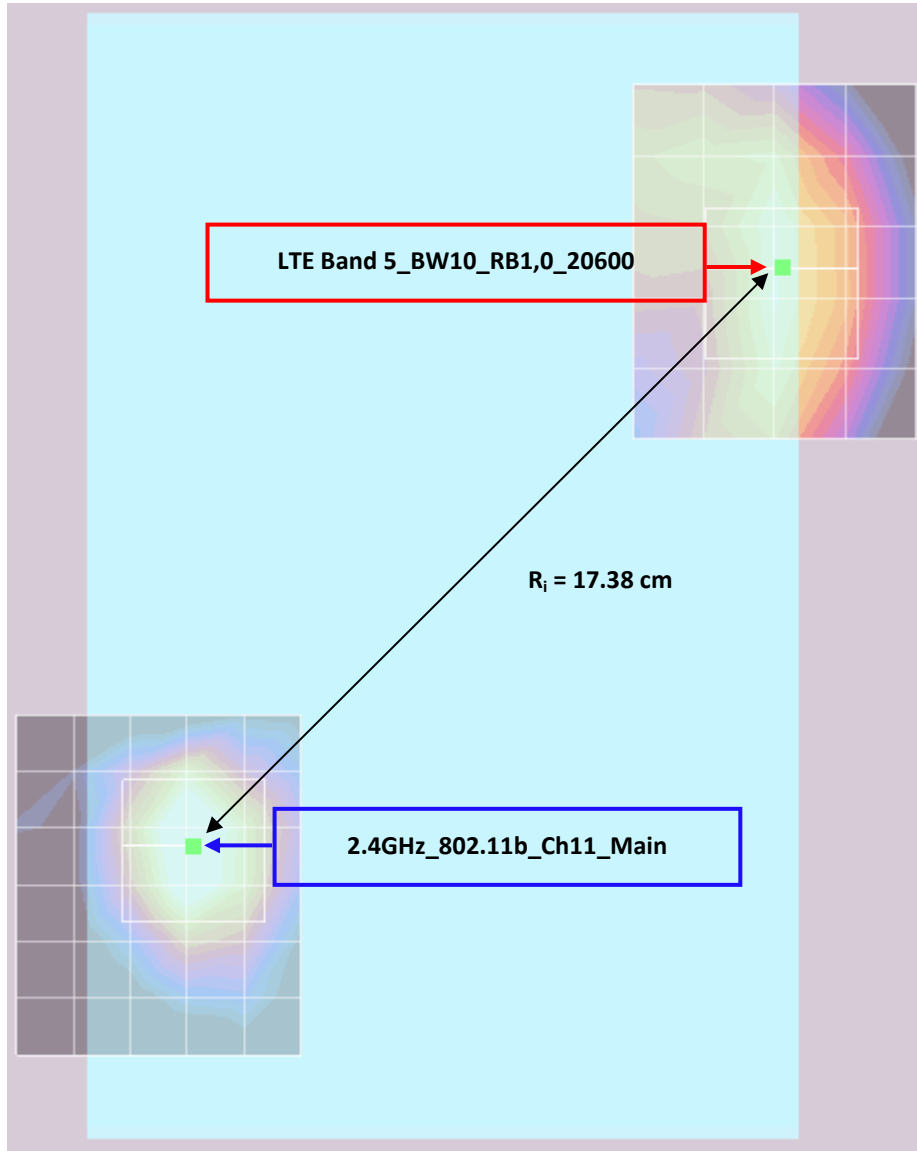 LTE Band 5_BW10_RB1,0_20600
Rᵢ = 17.38 cm
2.4GHz_802.11b_Ch11_Main